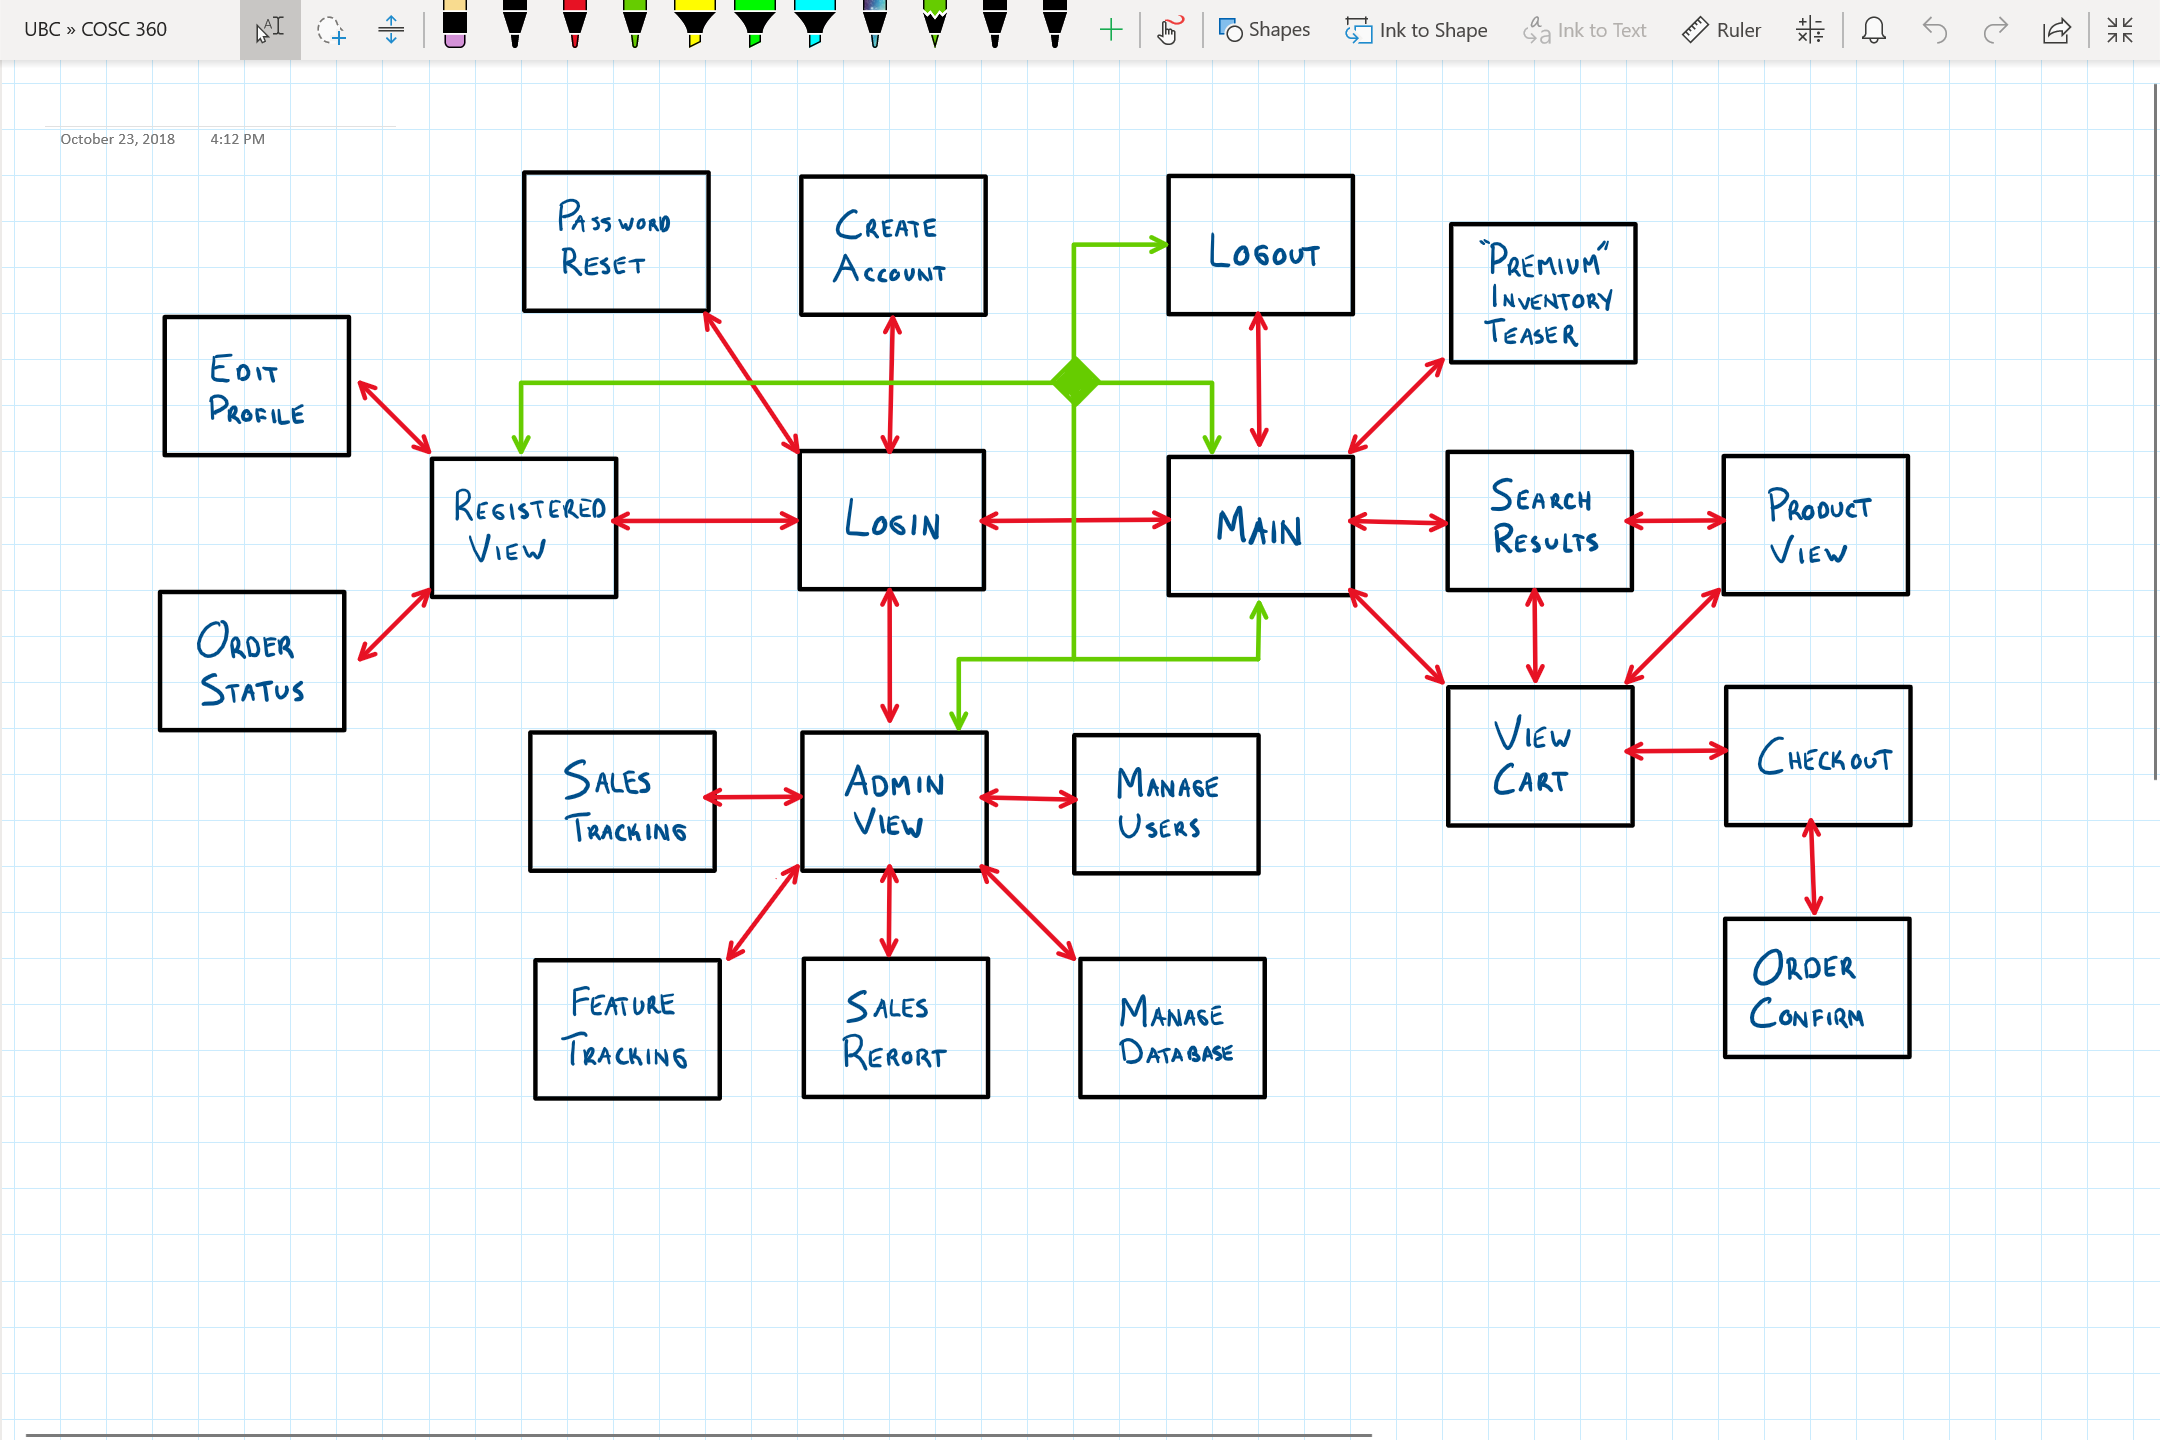 UBC » COSC 360
Shapes
Ink to Shape
Ink to Text
Ruler
October 23, 2018 4:12 PM
PASSWORD
RESET
CREATE
ACCOUNT
LOGOUT
"PREMIUM"
INVENTORY
TEASER
EDIT
PROFILE
REGISTERED
VIEW
LOGIN
MAIN
SEARCH
RESULTS
PRODUCT
VIEW
ORDER
STATUS
SALES
TRACKING
ADMIN
VIEW
MANAGE
USERS
VIEW
CART
CHECKOUT
FEATURE
TRACKING
SALES
RERORT
MANAGE
DATABASE
ORDER
CONFIRM